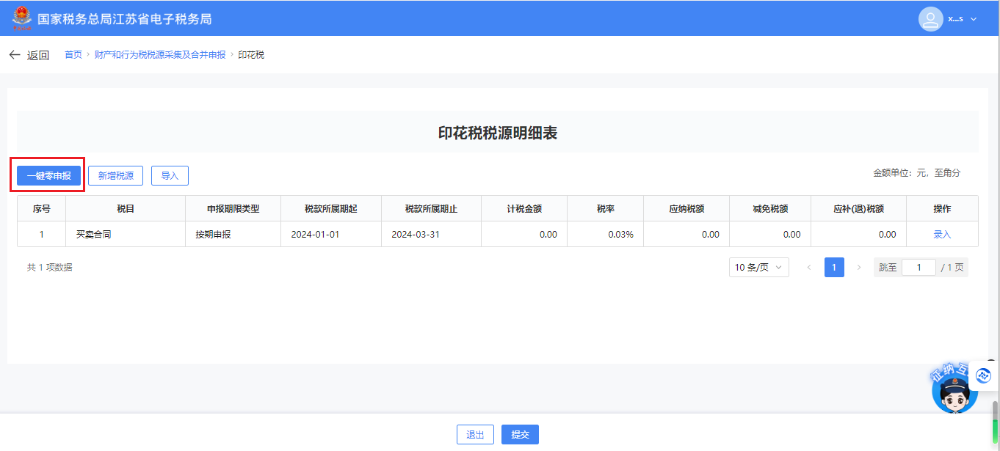 国家税务总局江苏省电子税务局
x...s
返回 首页 > 财产和行为税税源采集及合并申报 > 印花税
印花税税源明细表
一键零申报 新增税源 导入 金额单位：元，至角分
序号 税目 申报期限类型 税款所属期起 税款所属期止 计税金额 税率 应纳税额 减免税额 应补(退)税额 操作
1 买卖合同 按期申报 2024-01-01 2024-03-31 0.00 0.03% 0.00 0.00 0.00 录入
共 1 项数据 10 条/页 < 1 > 跳至 1 / 1 页
征纳互
退出 提交